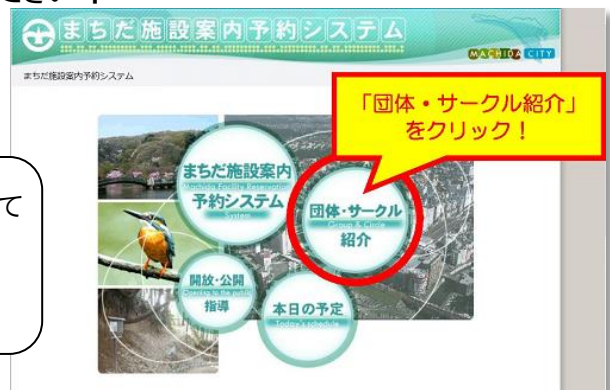 ださい。
まちだ施設案内予約システム
MACHIDA CITY
まちだ施設案内予約システム
「団体・サークル紹介」
をクリック！
て
まちだ施設案内
Machida Facility Reservation
予約システム
System
団体・サークル
Group & Circle
紹介
開放・公開
Opening to the public
指導
本日の予定
Today's schedule